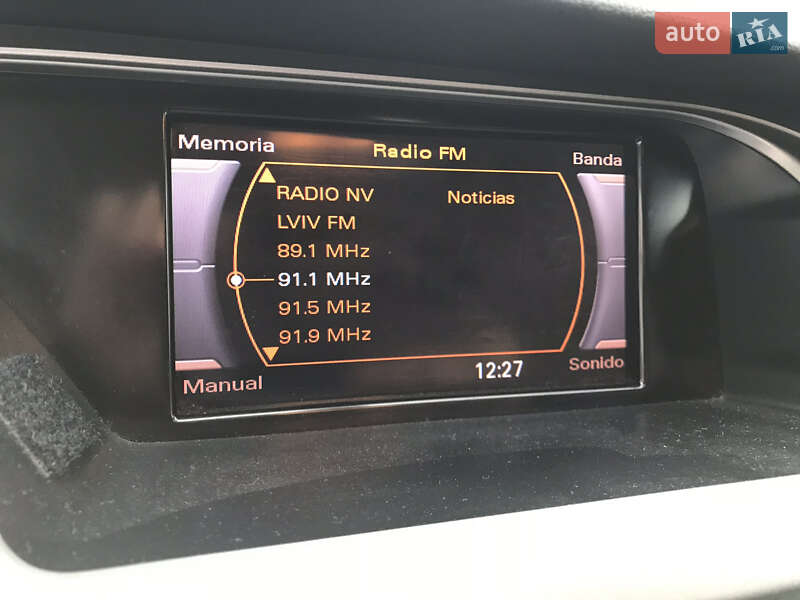 auto RIA.com
Memoria
Radio FM
Banda
RADIO NV Noticias
LVIV FM
89.1 MHz
91.1 MHz
91.5 MHz
91.9 MHz
12:27
Manual
Sonido